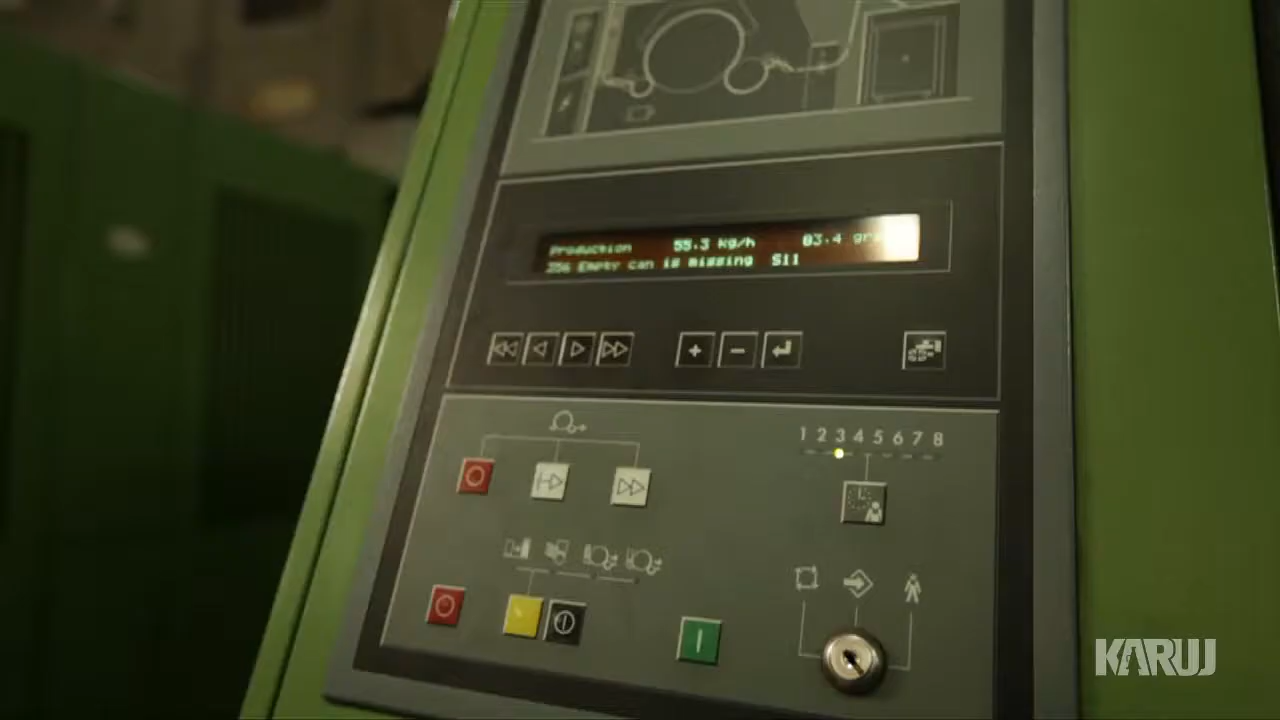 Production 55.3 kg/h 03.4 gr
256 Empty can is missing S11
1 2 3 4 5 6 7 8
KARUJ